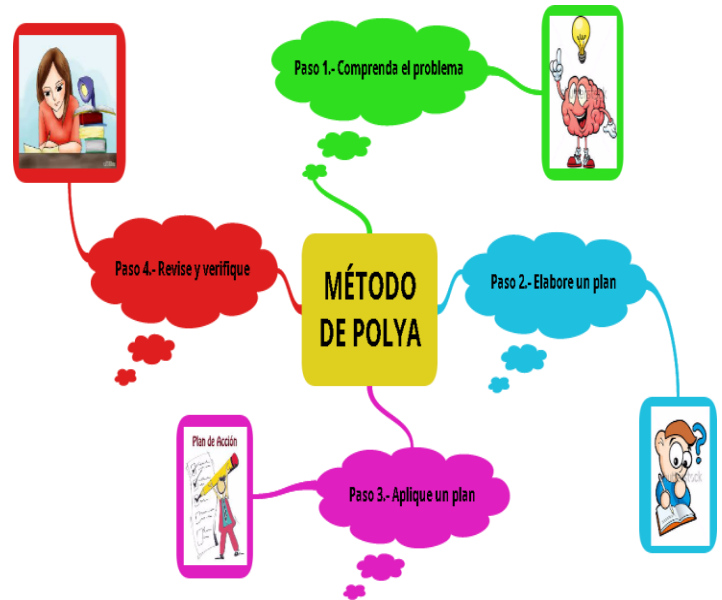 Paso 1.- Comprenda el problema
Paso 4.- Revise y verifique
MÉTODO
DE POLYA
Paso 2.- Elabore un plan
Plan de Acción
Paso 3.- Aplique un plan